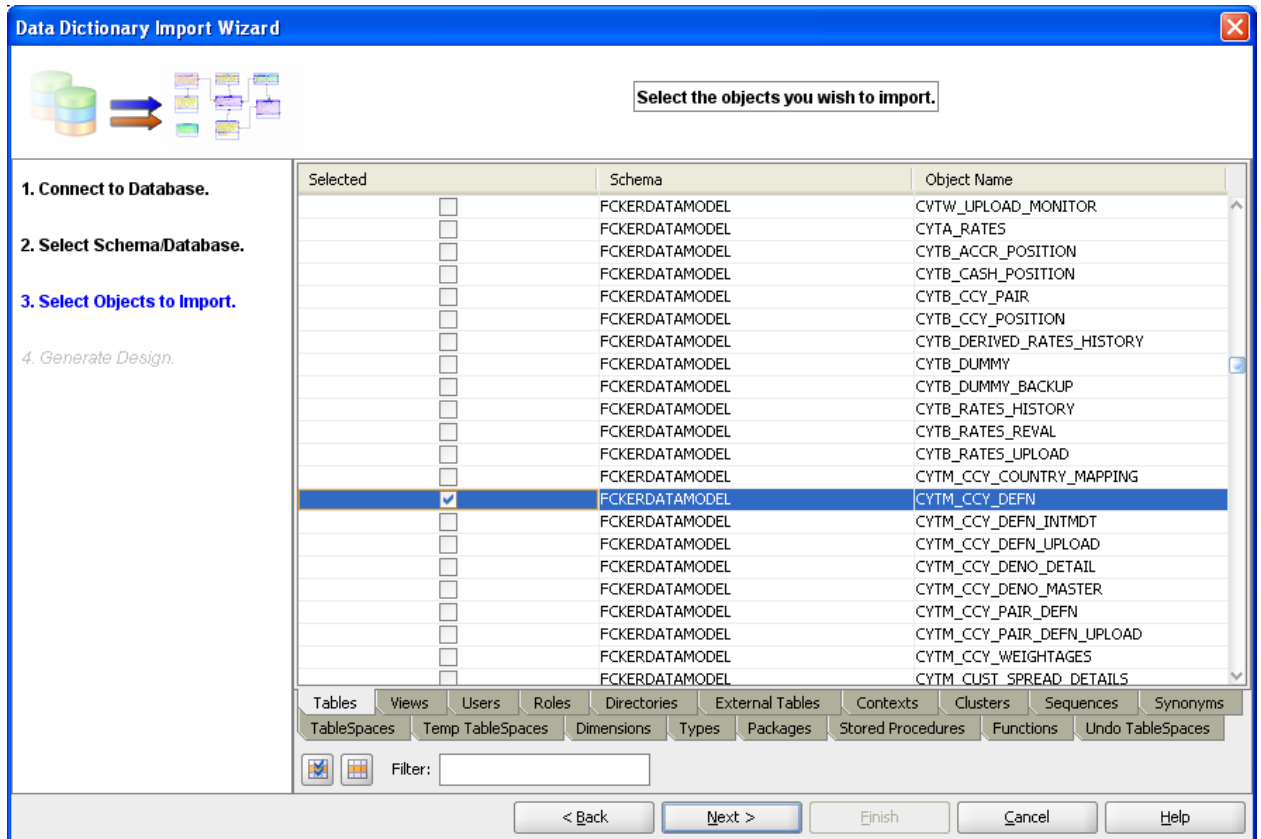 Data Dictionary Import Wizard
Select the objects you wish to import.
1. Connect to Database.
2. Select Schema/Database.
3. Select Objects to Import.
4. Generate Design.
Selected Schema Object Name
FCKERDATAMODEL CVTW_UPLOAD_MONITOR
FCKERDATAMODEL CYTA_RATES
FCKERDATAMODEL CYTB_ACCR_POSITION
FCKERDATAMODEL CYTB_CASH_POSITION
FCKERDATAMODEL CYTB_CCY_PAIR
FCKERDATAMODEL CYTB_CCY_POSITION
FCKERDATAMODEL CYTB_DERIVED_RATES_HISTORY
FCKERDATAMODEL CYTB_DUMMY
FCKERDATAMODEL CYTB_DUMMY_BACKUP
FCKERDATAMODEL CYTB_RATES_HISTORY
FCKERDATAMODEL CYTB_RATES_REVAL
FCKERDATAMODEL CYTB_RATES_UPLOAD
FCKERDATAMODEL CYTM_CCY_COUNTRY_MAPPING
FCKERDATAMODEL CYTM_CCY_DEFN
FCKERDATAMODEL CYTM_CCY_DEFN_INTMDT
FCKERDATAMODEL CYTM_CCY_DEFN_UPLOAD
FCKERDATAMODEL CYTM_CCY_DENO_DETAIL
FCKERDATAMODEL CYTM_CCY_DENO_MASTER
FCKERDATAMODEL CYTM_CCY_PAIR_DEFN
FCKERDATAMODEL CYTM_CCY_PAIR_DEFN_UPLOAD
FCKERDATAMODEL CYTM_CCY_WEIGHTAGES
FCKERDATAMODEL CYTM_CUST_SPREAD_DETAILS
Tables Views Users Roles Directories External Tables Contexts Clusters Sequences Synonyms
TableSpaces Temp TableSpaces Dimensions Types Packages Stored Procedures Functions Undo TableSpaces
Filter:
< Back Next > Finish Cancel Help